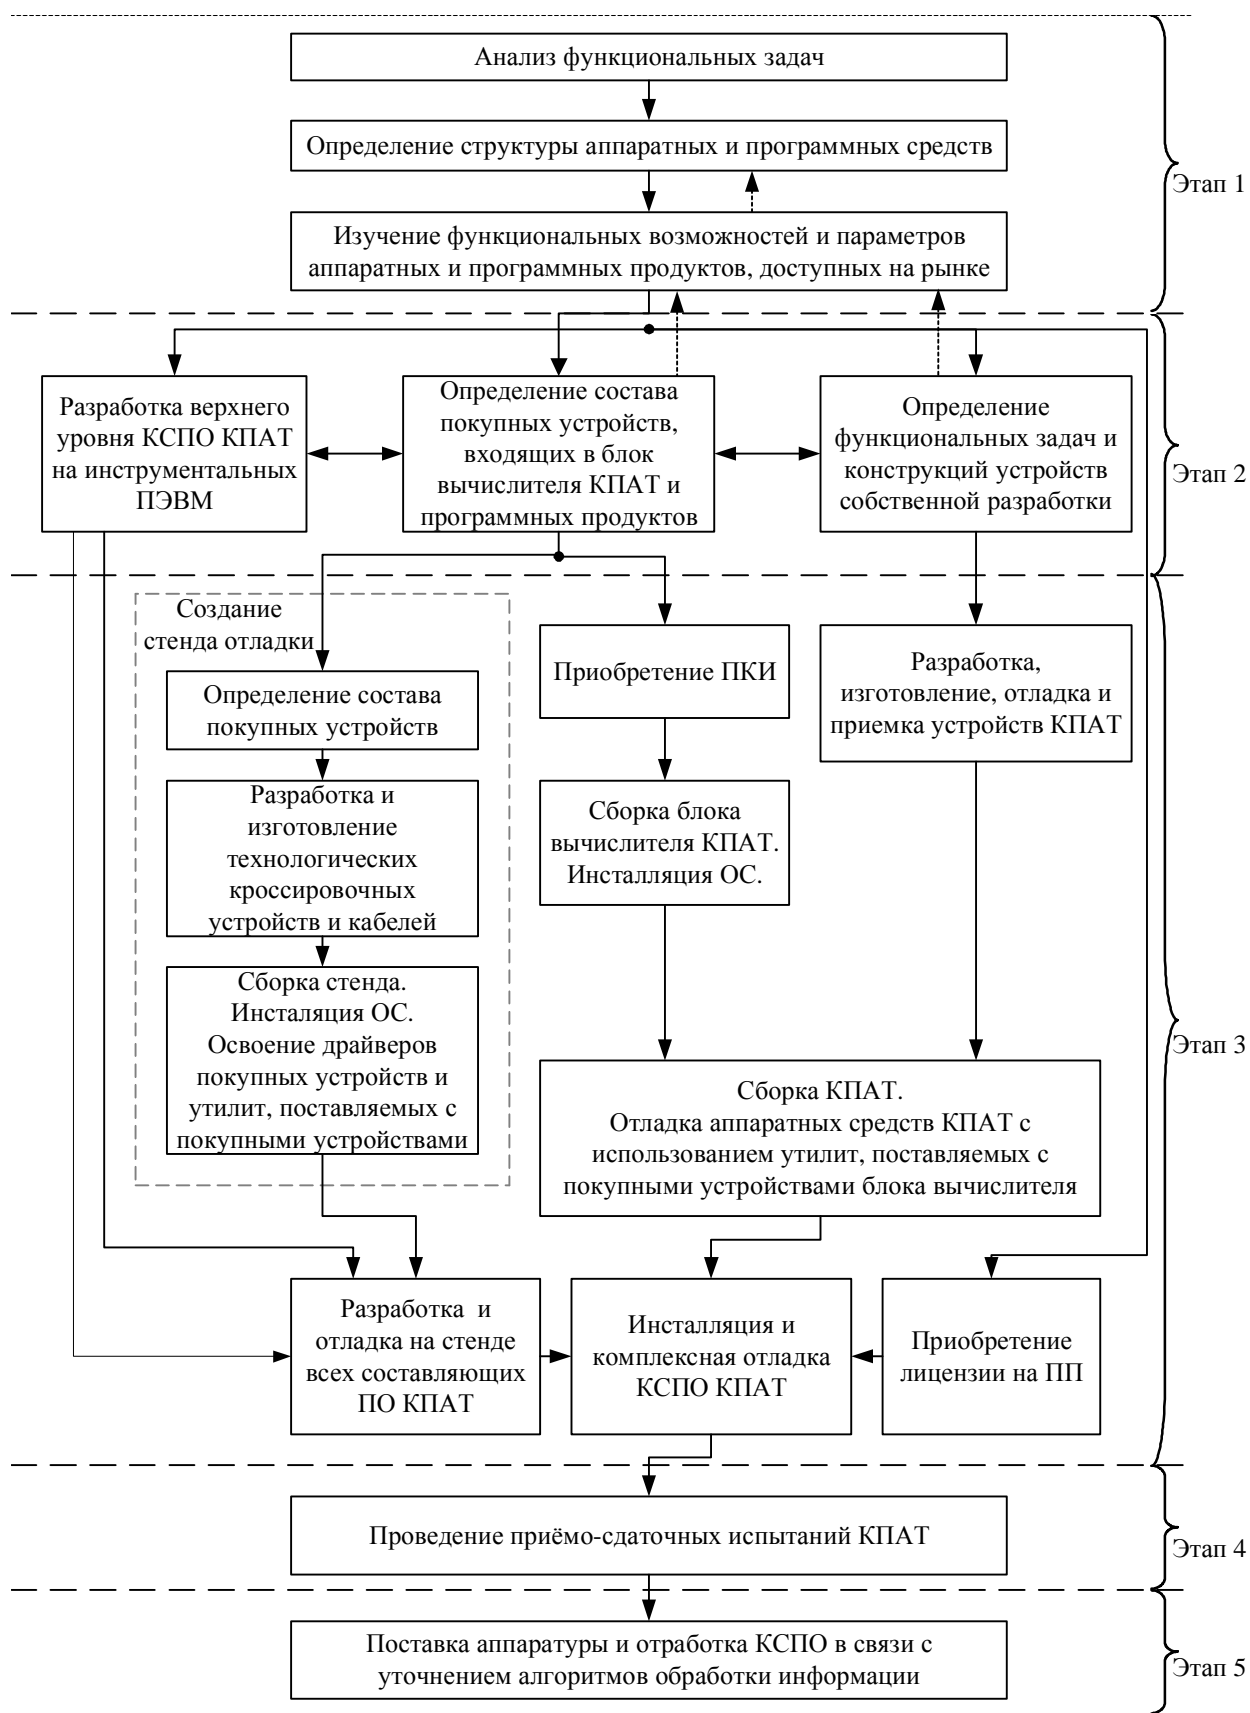 Анализ функциональных задач
Определение структуры аппаратных и программных средств
Этап 1
Изучение функциональных возможностей и параметров
аппаратных и программных продуктов, доступных на рынке
Разработка верхнего
уровня КСПО КПАТ
на инструментальных
ПЭВМ
Определение состава
покупных устройств,
входящих в блок
вычислителя КПАТ и
программных продуктов
Определение
функциональных задач и
конструкций устройств
собственной разработки
Этап 2
Создание
стенда отладки
Определение состава
покупных устройств
Приобретение ПКИ
Разработка,
изготовление, отладка и
приемка устройств КПАТ
Разработка и
изготовление
технологических
кроссировочных
устройств и кабелей
Сборка блока
вычислителя КПАТ.
Инсталляция ОС.
Сборка стенда.
Инсталяция ОС.
Освоение драйверов
покупных устройств и
утилит, поставляемых с
покупными устройствами
Сборка КПАТ.
Отладка аппаратных средств КПАТ с
использованием утилит, поставляемых с
покупными устройствами блока вычислителя
Этап 3
Разработка и
отладка на стенде
всех составляющих
ПО КПАТ
Инсталляция и
комплексная отладка
КСПО КПАТ
Приобретение
лицензии на ПП
Проведение приёмо-сдаточных испытаний КПАТ
Этап 4
Поставка аппаратуры и отработка КСПО в связи с
уточнением алгоритмов обработки информации
Этап 5